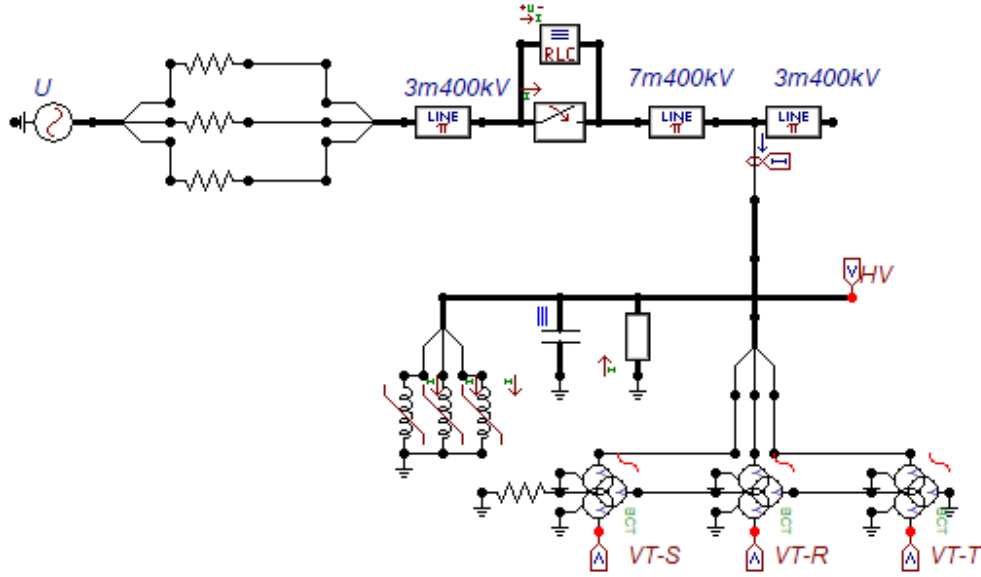 +U-
I
U
3m400kV
RLC
I
7m400kV
3m400kV
LINE
π
LINE
π
LINE
π
I
V
HV
I
I
I
I
Y
Y
Y
Y
Y
Y
Y
Y
Y
BCT
BCT
BCT
V
VT-S
V
VT-R
V
VT-T